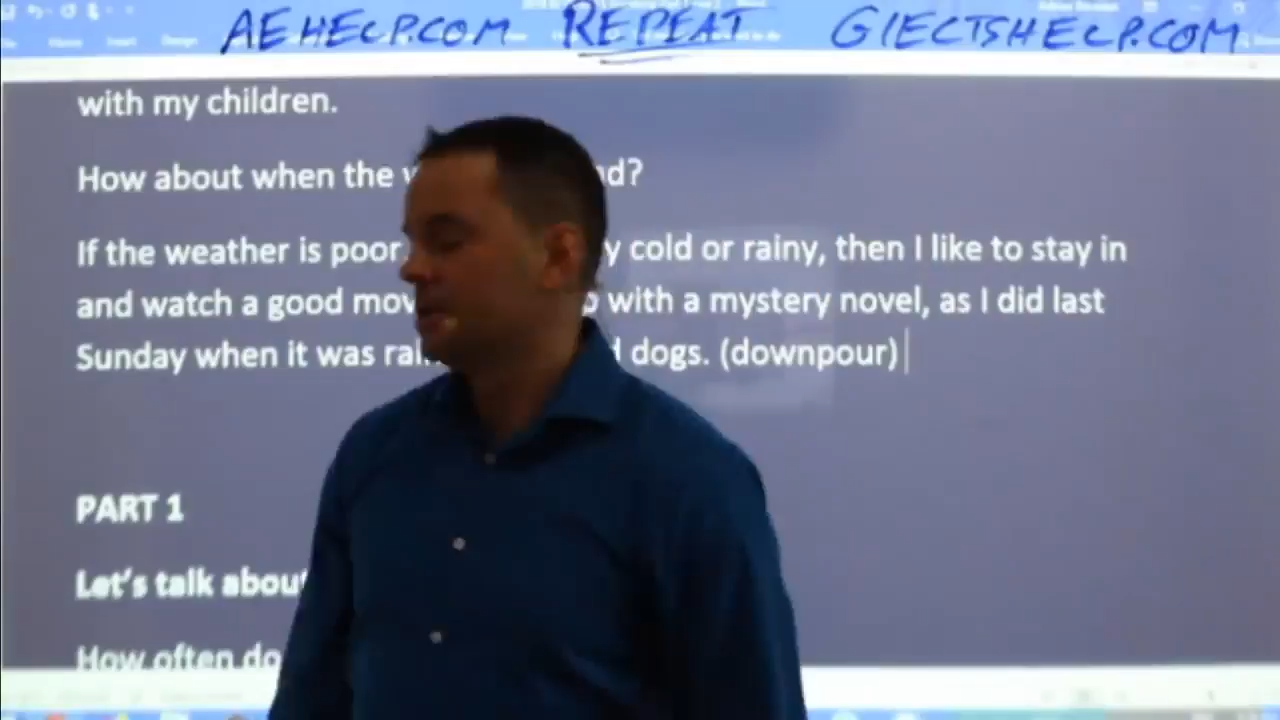 AEHELP.COM REPEAT GIELTSHELP.COM
with my children.
How about when the
If the weather is poor cold or rainy, then I like to stay in
and watch a good with a mystery novel, as I did last
Sunday when it was dogs. (downpour)
PART 1
Let's talk
How often do